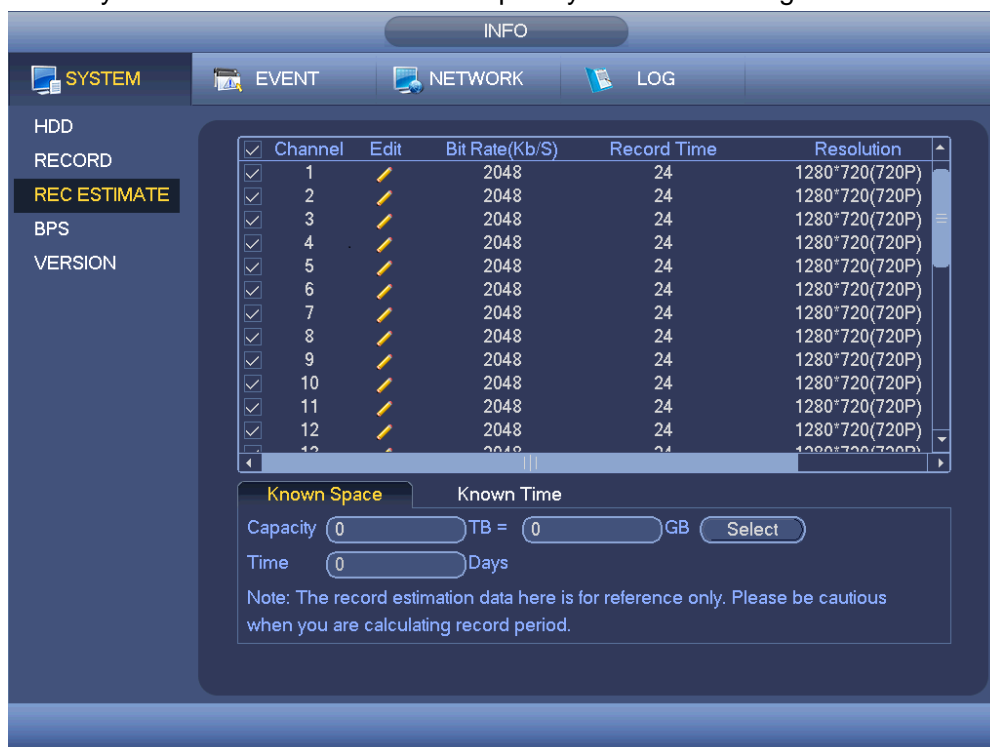 INFO
SYSTEM EVENT NETWORK LOG
HDD
RECORD
REC ESTIMATE
BPS
VERSION
Channel Edit Bit Rate(Kb/S) Record Time Resolution
1 2048 24 1280*720(720P)
2 2048 24 1280*720(720P)
3 2048 24 1280*720(720P)
4 2048 24 1280*720(720P)
5 2048 24 1280*720(720P)
6 2048 24 1280*720(720P)
7 2048 24 1280*720(720P)
8 2048 24 1280*720(720P)
9 2048 24 1280*720(720P)
10 2048 24 1280*720(720P)
11 2048 24 1280*720(720P)
12 2048 24 1280*720(720P)
Known Space Known Time
Capacity 0 TB = 0 GB Select
Time 0 Days
Note: The record estimation data here is for reference only. Please be cautious
when you are calculating record period.